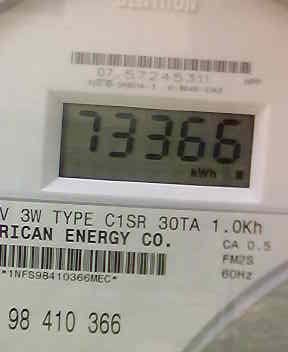 07 57245311
73366
kWh
V 3W TYPE C1SR 30TA 1.0Kh
RICAN ENERGY CO. CA 0.5
FM2S
*1NFS98410366MEC* 60Hz
98 410 366